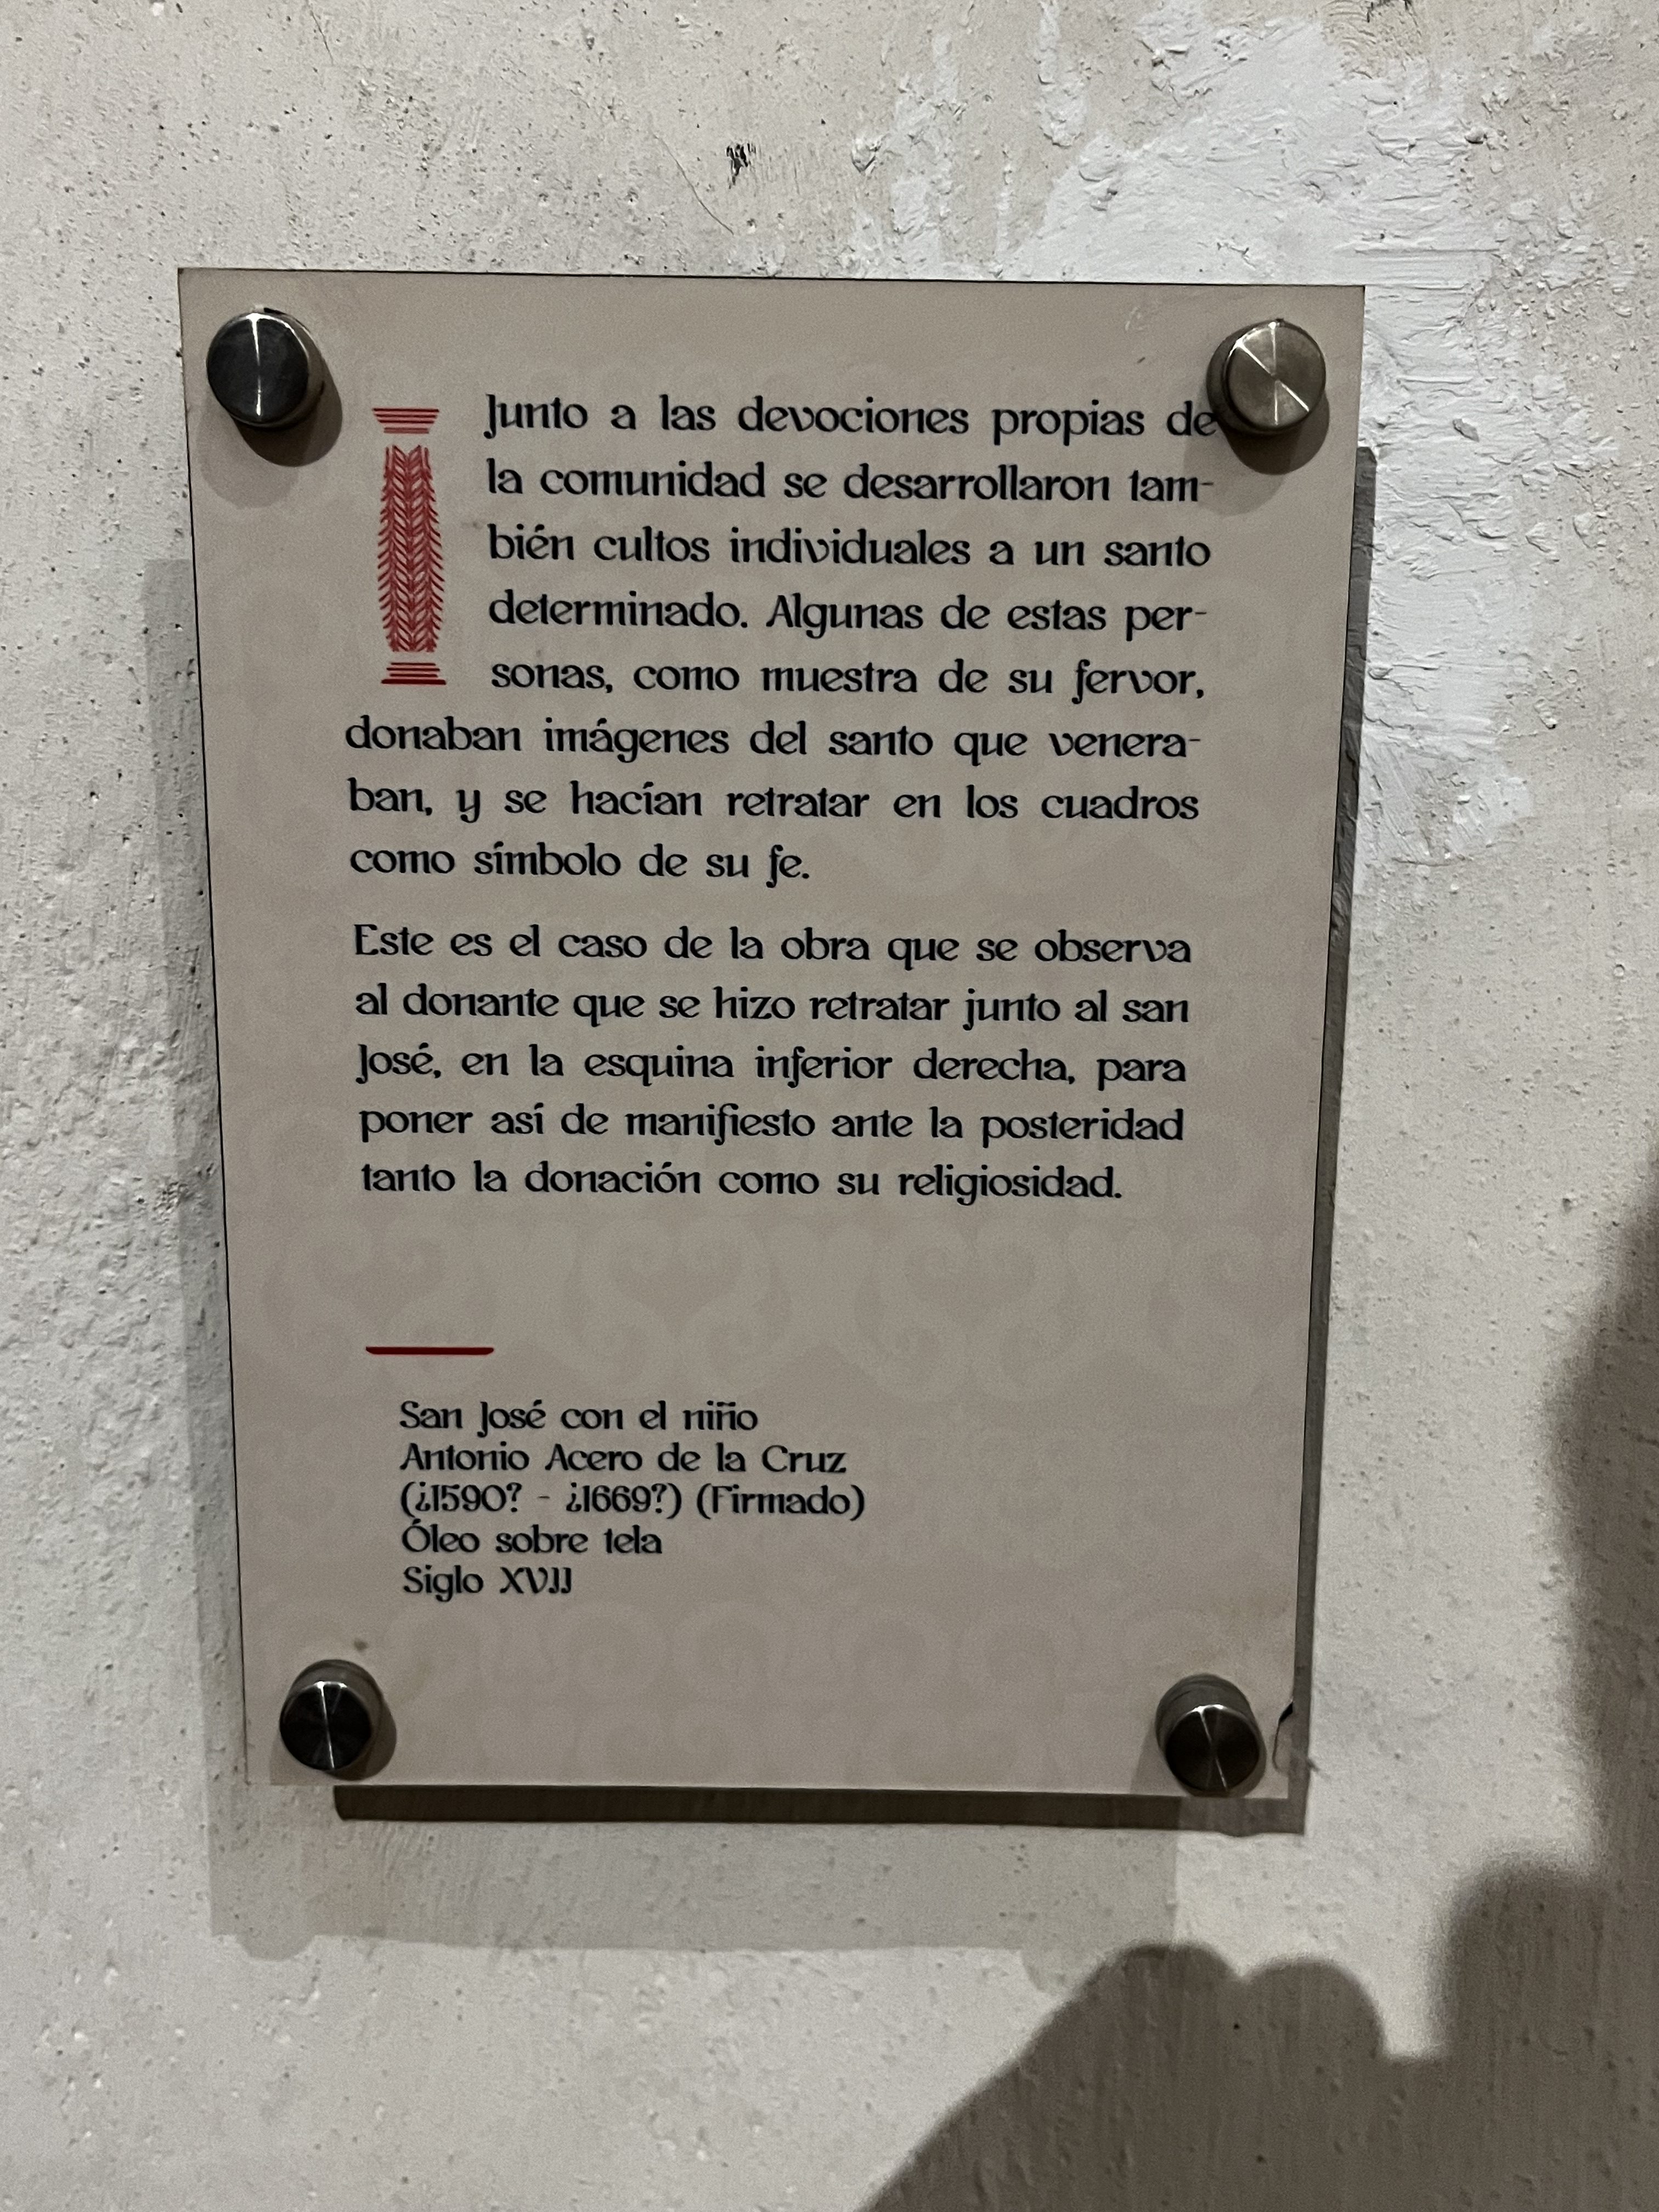 Junto a las devociones propias de
la comunidad se desarrollaron tam-
bién cultos individuales a un santo
determinado. Algunas de estas per-
sonas, como muestra de su fervor,
donaban imágenes del santo que venera-
ban, y se hacían retratar en los cuadros
como símbolo de su fe.
Este es el caso de la obra que se observa
al donante que se hizo retratar junto al san
José, en la esquina inferior derecha, para
poner así de manifiesto ante la posteridad
tanto la donación como su religiosidad.
San José con el niño
Antonio Acero de la Cruz
(¿1590? - ¿1669?) (Firmado)
Óleo sobre tela
Siglo XVII